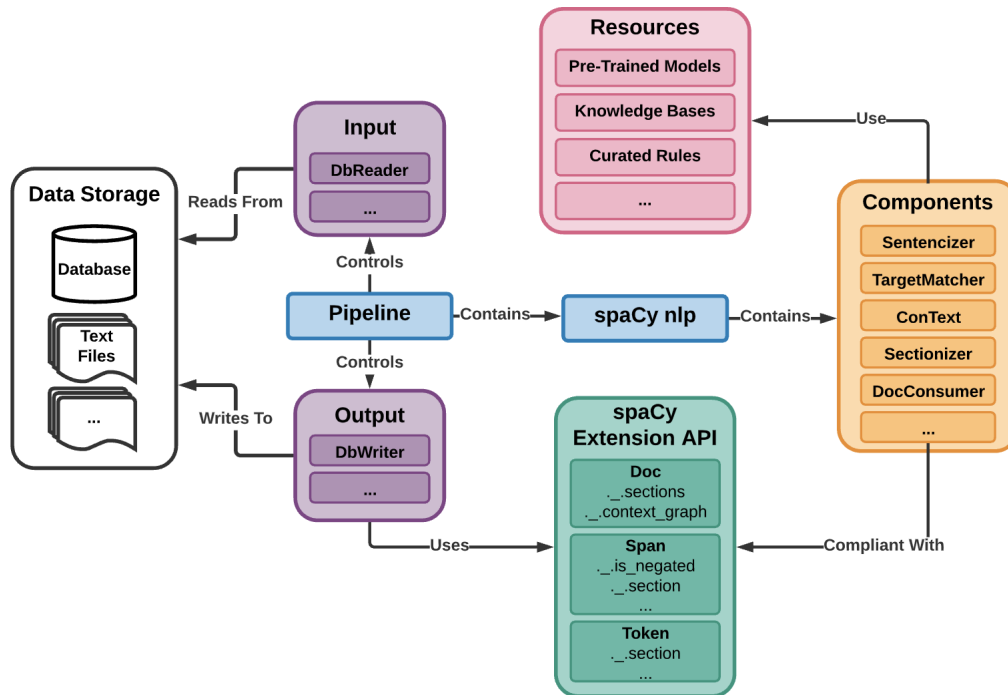 Resources
Pre-Trained Models
Knowledge Bases
Curated Rules
...
Input
DbReader
...
Use
Data Storage
Database
Text
Files
...
Reads From
Controls
Pipeline
Contains
spaCy nlp
Contains
Components
Sentencizer
TargetMatcher
ConText
Sectionizer
DocConsumer
...
Controls
Writes To
Output
DbWriter
...
Uses
spaCy
Extension API
Doc
._.sections
._.context_graph
Span
._.is_negated
._.section
...
Token
._.section
...
Compliant With